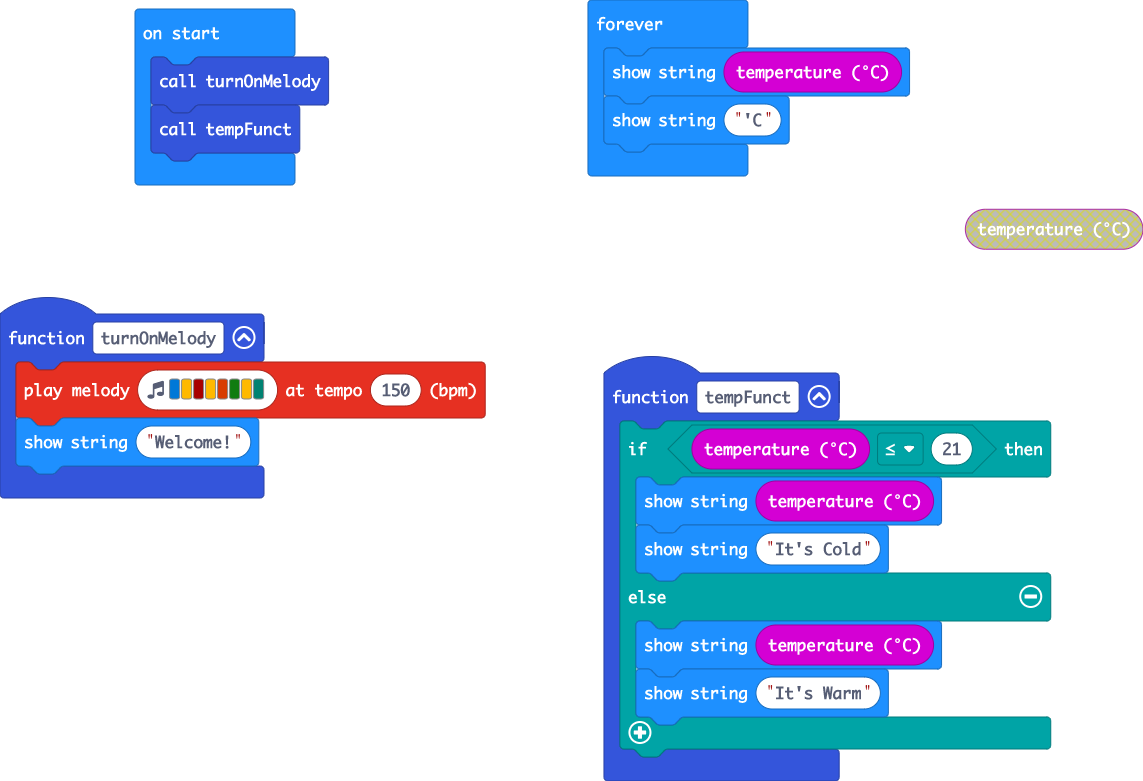 on start
call turnOnMelody
call tempFunct
forever
show string temperature (°C)
show string "'C"
temperature (°C)
function turnOnMelody
play melody at tempo 150 (bpm)
show string "Welcome!"
function tempFunct
if temperature (°C) ≤ 21 then
show string temperature (°C)
show string "It's Cold"
else
show string temperature (°C)
show string "It's Warm"